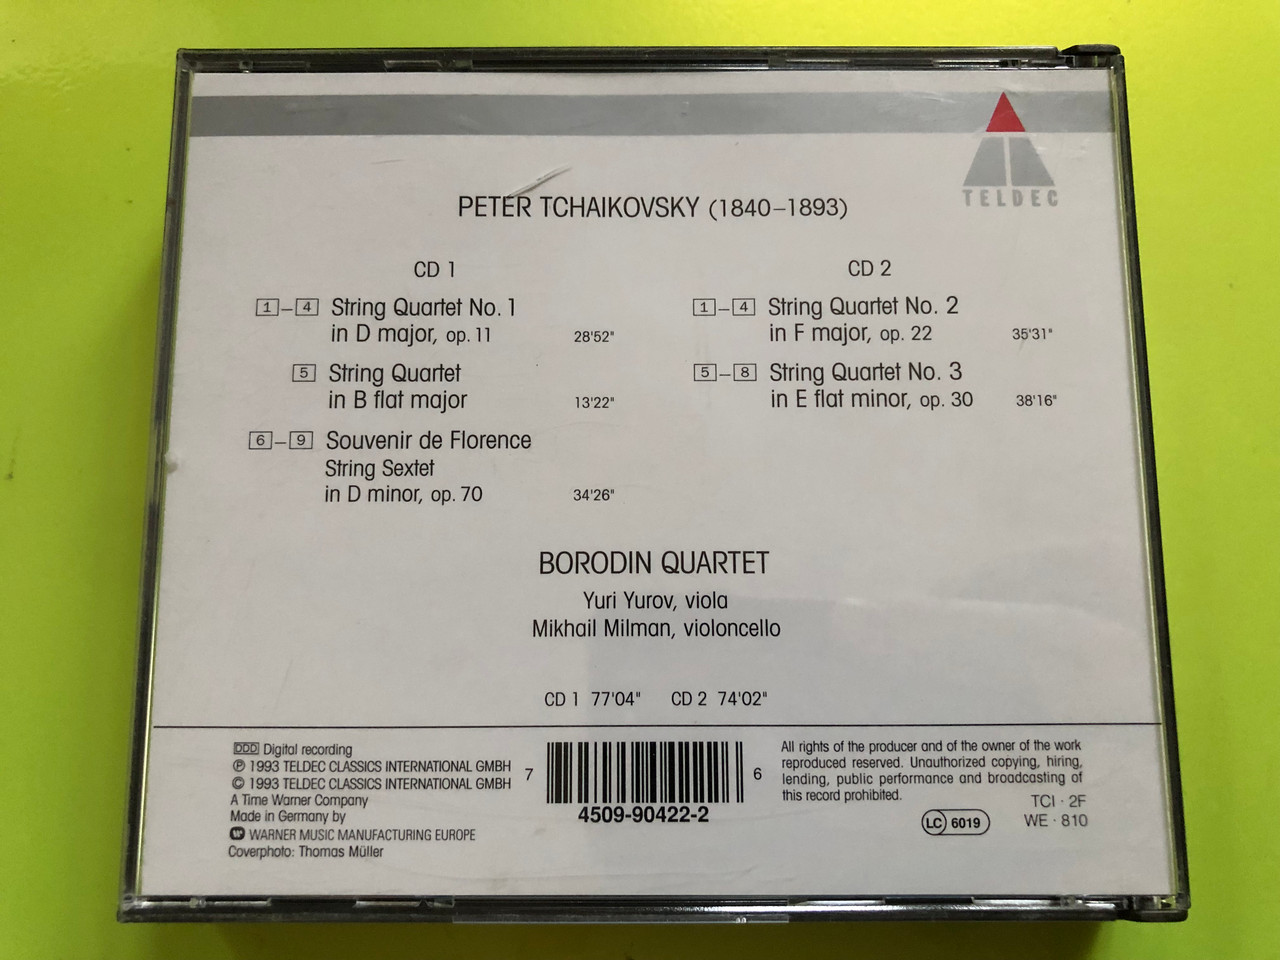 TELDEC
PETER TCHAIKOVSKY (1840–1893)
CD 1
1–4 String Quartet No. 1
in D major, op. 11 28'52"
5 String Quartet
in B flat major 13'22"
6–9 Souvenir de Florence
String Sextet
in D minor, op. 70 34'26"
CD 2
1–4 String Quartet No. 2
in F major, op. 22 35'31"
5–8 String Quartet No. 3
in E flat minor, op. 30 38'16"
BORODIN QUARTET
Yuri Yurov, viola
Mikhail Milman, violoncello
CD 1 77'04" CD 2 74'02"
DDD Digital recording
℗ 1993 TELDEC CLASSICS INTERNATIONAL GMBH
© 1993 TELDEC CLASSICS INTERNATIONAL GMBH
A Time Warner Company
Made in Germany by
WARNER MUSIC MANUFACTURING EUROPE
Coverphoto: Thomas Müller
7 6
4509-90422-2
All rights of the producer and of the owner of the work
reproduced reserved. Unauthorized copying, hiring,
lending, public performance and broadcasting of
this record prohibited.
TCI · 2F
LC 6019 WE · 810